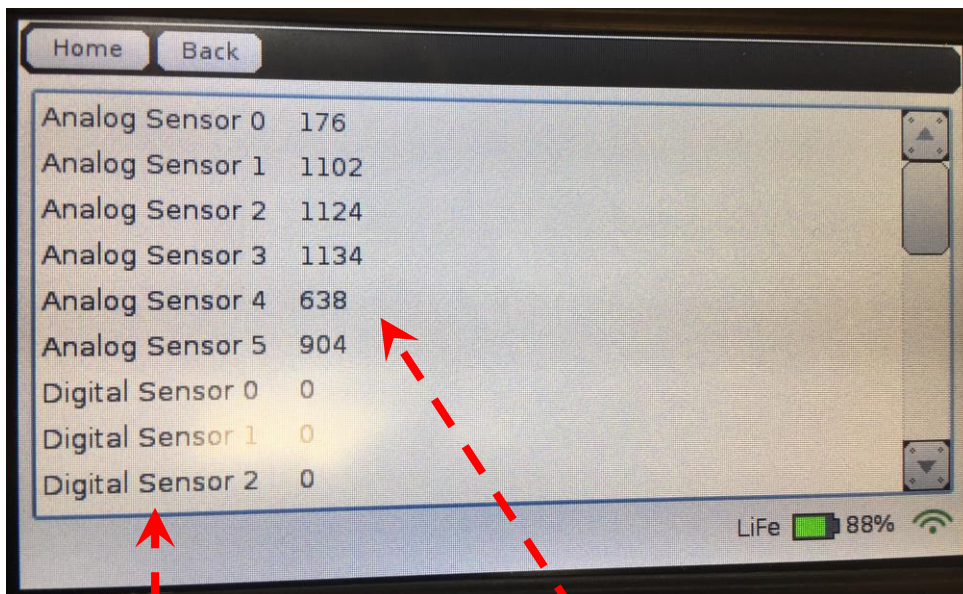 Home Back
Analog Sensor 0 176
Analog Sensor 1 1102
Analog Sensor 2 1124
Analog Sensor 3 1134
Analog Sensor 4 638
Analog Sensor 5 904
Digital Sensor 0 0
Digital Sensor 1 0
Digital Sensor 2 0
LiFe 88%